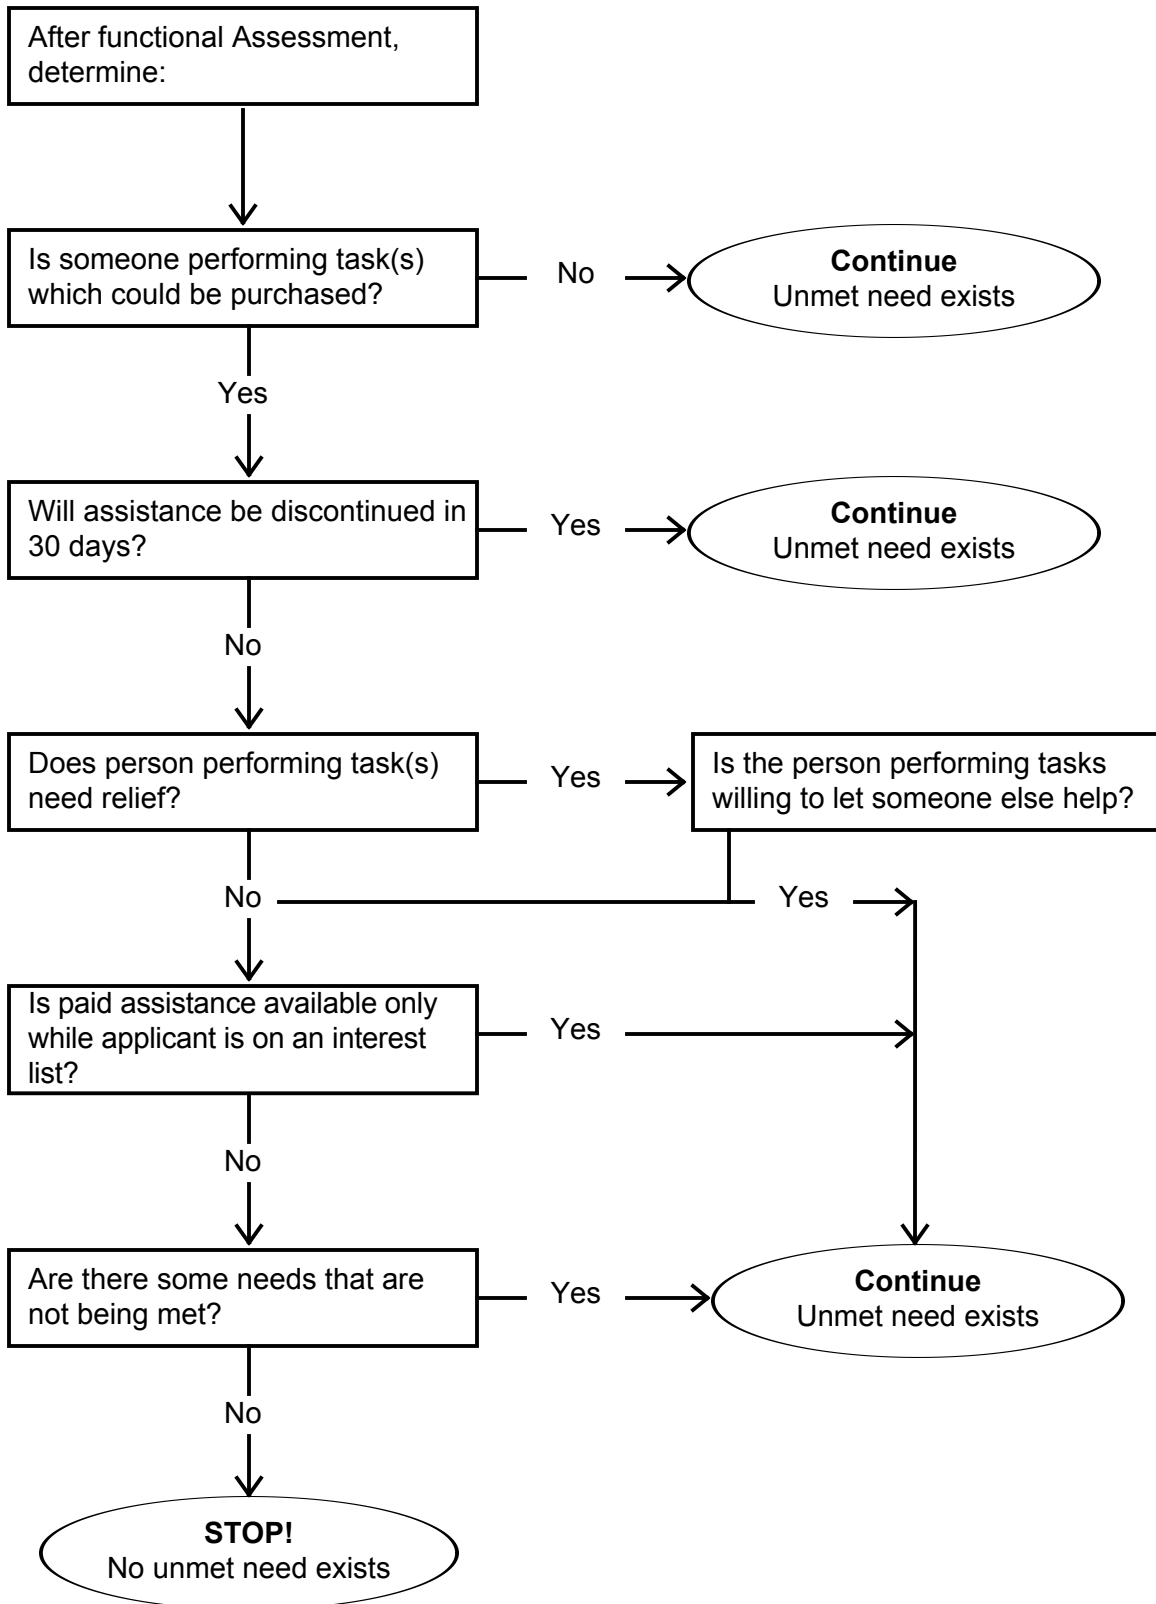 After functional Assessment,
determine:
Is someone performing task(s)
which could be purchased?
No
Continue
Unmet need exists
Yes
Will assistance be discontinued in
30 days?
Yes
Continue
Unmet need exists
No
Does person performing task(s)
need relief?
Yes
Is the person performing tasks
willing to let someone else help?
No
Yes
Is paid assistance available only
while applicant is on an interest
list?
Yes
No
Are there some needs that are
not being met?
Yes
Continue
Unmet need exists
No
STOP!
No unmet need exists